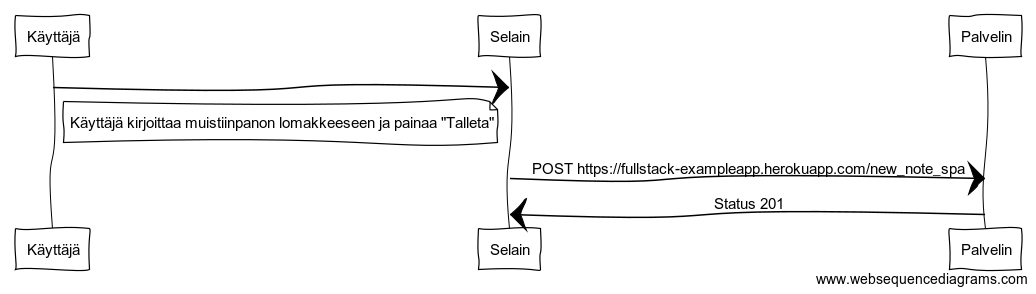 Käyttäjä
Selain
Palvelin
Käyttäjä kirjoittaa muistiinpanon lomakkeeseen ja painaa "Talleta"
POST https://fullstack-exampleapp.herokuapp.com/new_note_spa
Status 201
Käyttäjä
Selain
Palvelin
www.websequencediagrams.com